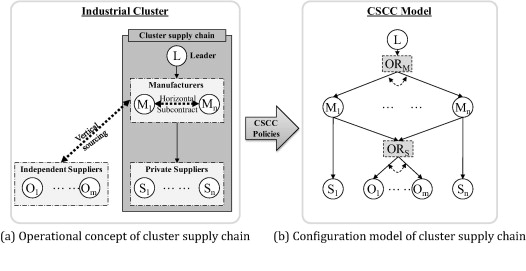 Industrial Cluster
Cluster supply chain
L
Leader
Manufacturers
M1
Horizontal
Subcontract
Mn
Vertical
sourcing
Independent Suppliers
O1
Om
Private Suppliers
S1
Sn
CSCC
Policies
CSCC Model
L
ORM
M1
Mn
ORn
S1
O1
Om
Sn
(a) Operational concept of cluster supply chain
(b) Configuration model of cluster supply chain